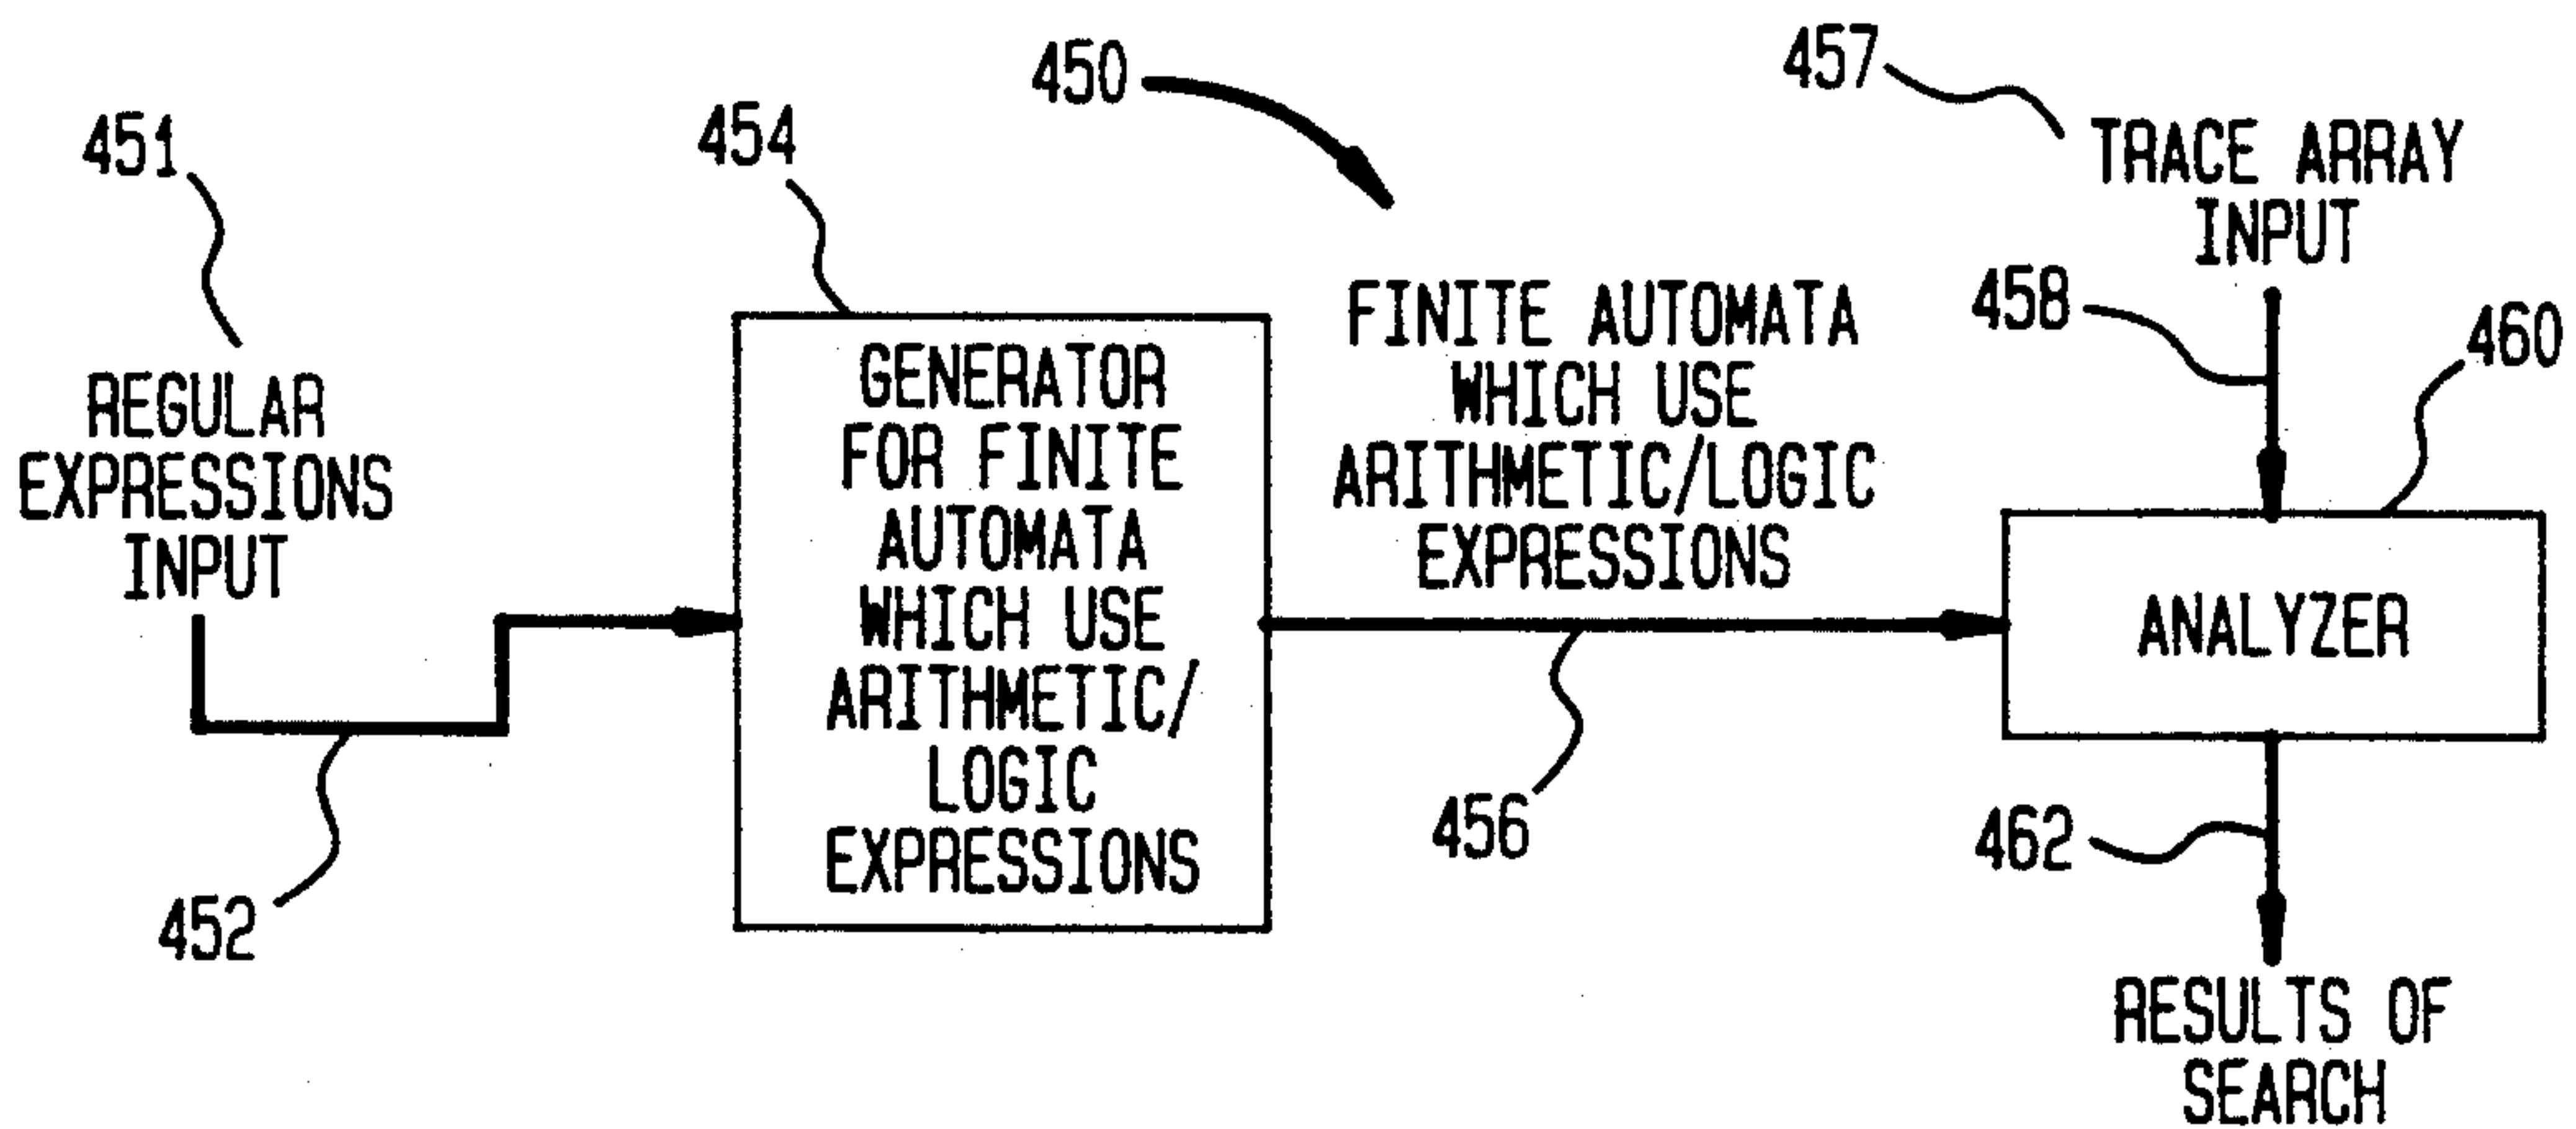 450
457
451
454
TRACE ARRAY
INPUT
458
460
REGULAR
EXPRESSIONS
INPUT
GENERATOR
FOR FINITE
AUTOMATA
WHICH USE
ARITHMETIC/
LOGIC
EXPRESSIONS
FINITE AUTOMATA
WHICH USE
ARITHMETIC/LOGIC
EXPRESSIONS
ANALYZER
452
456
462
RESULTS OF
SEARCH